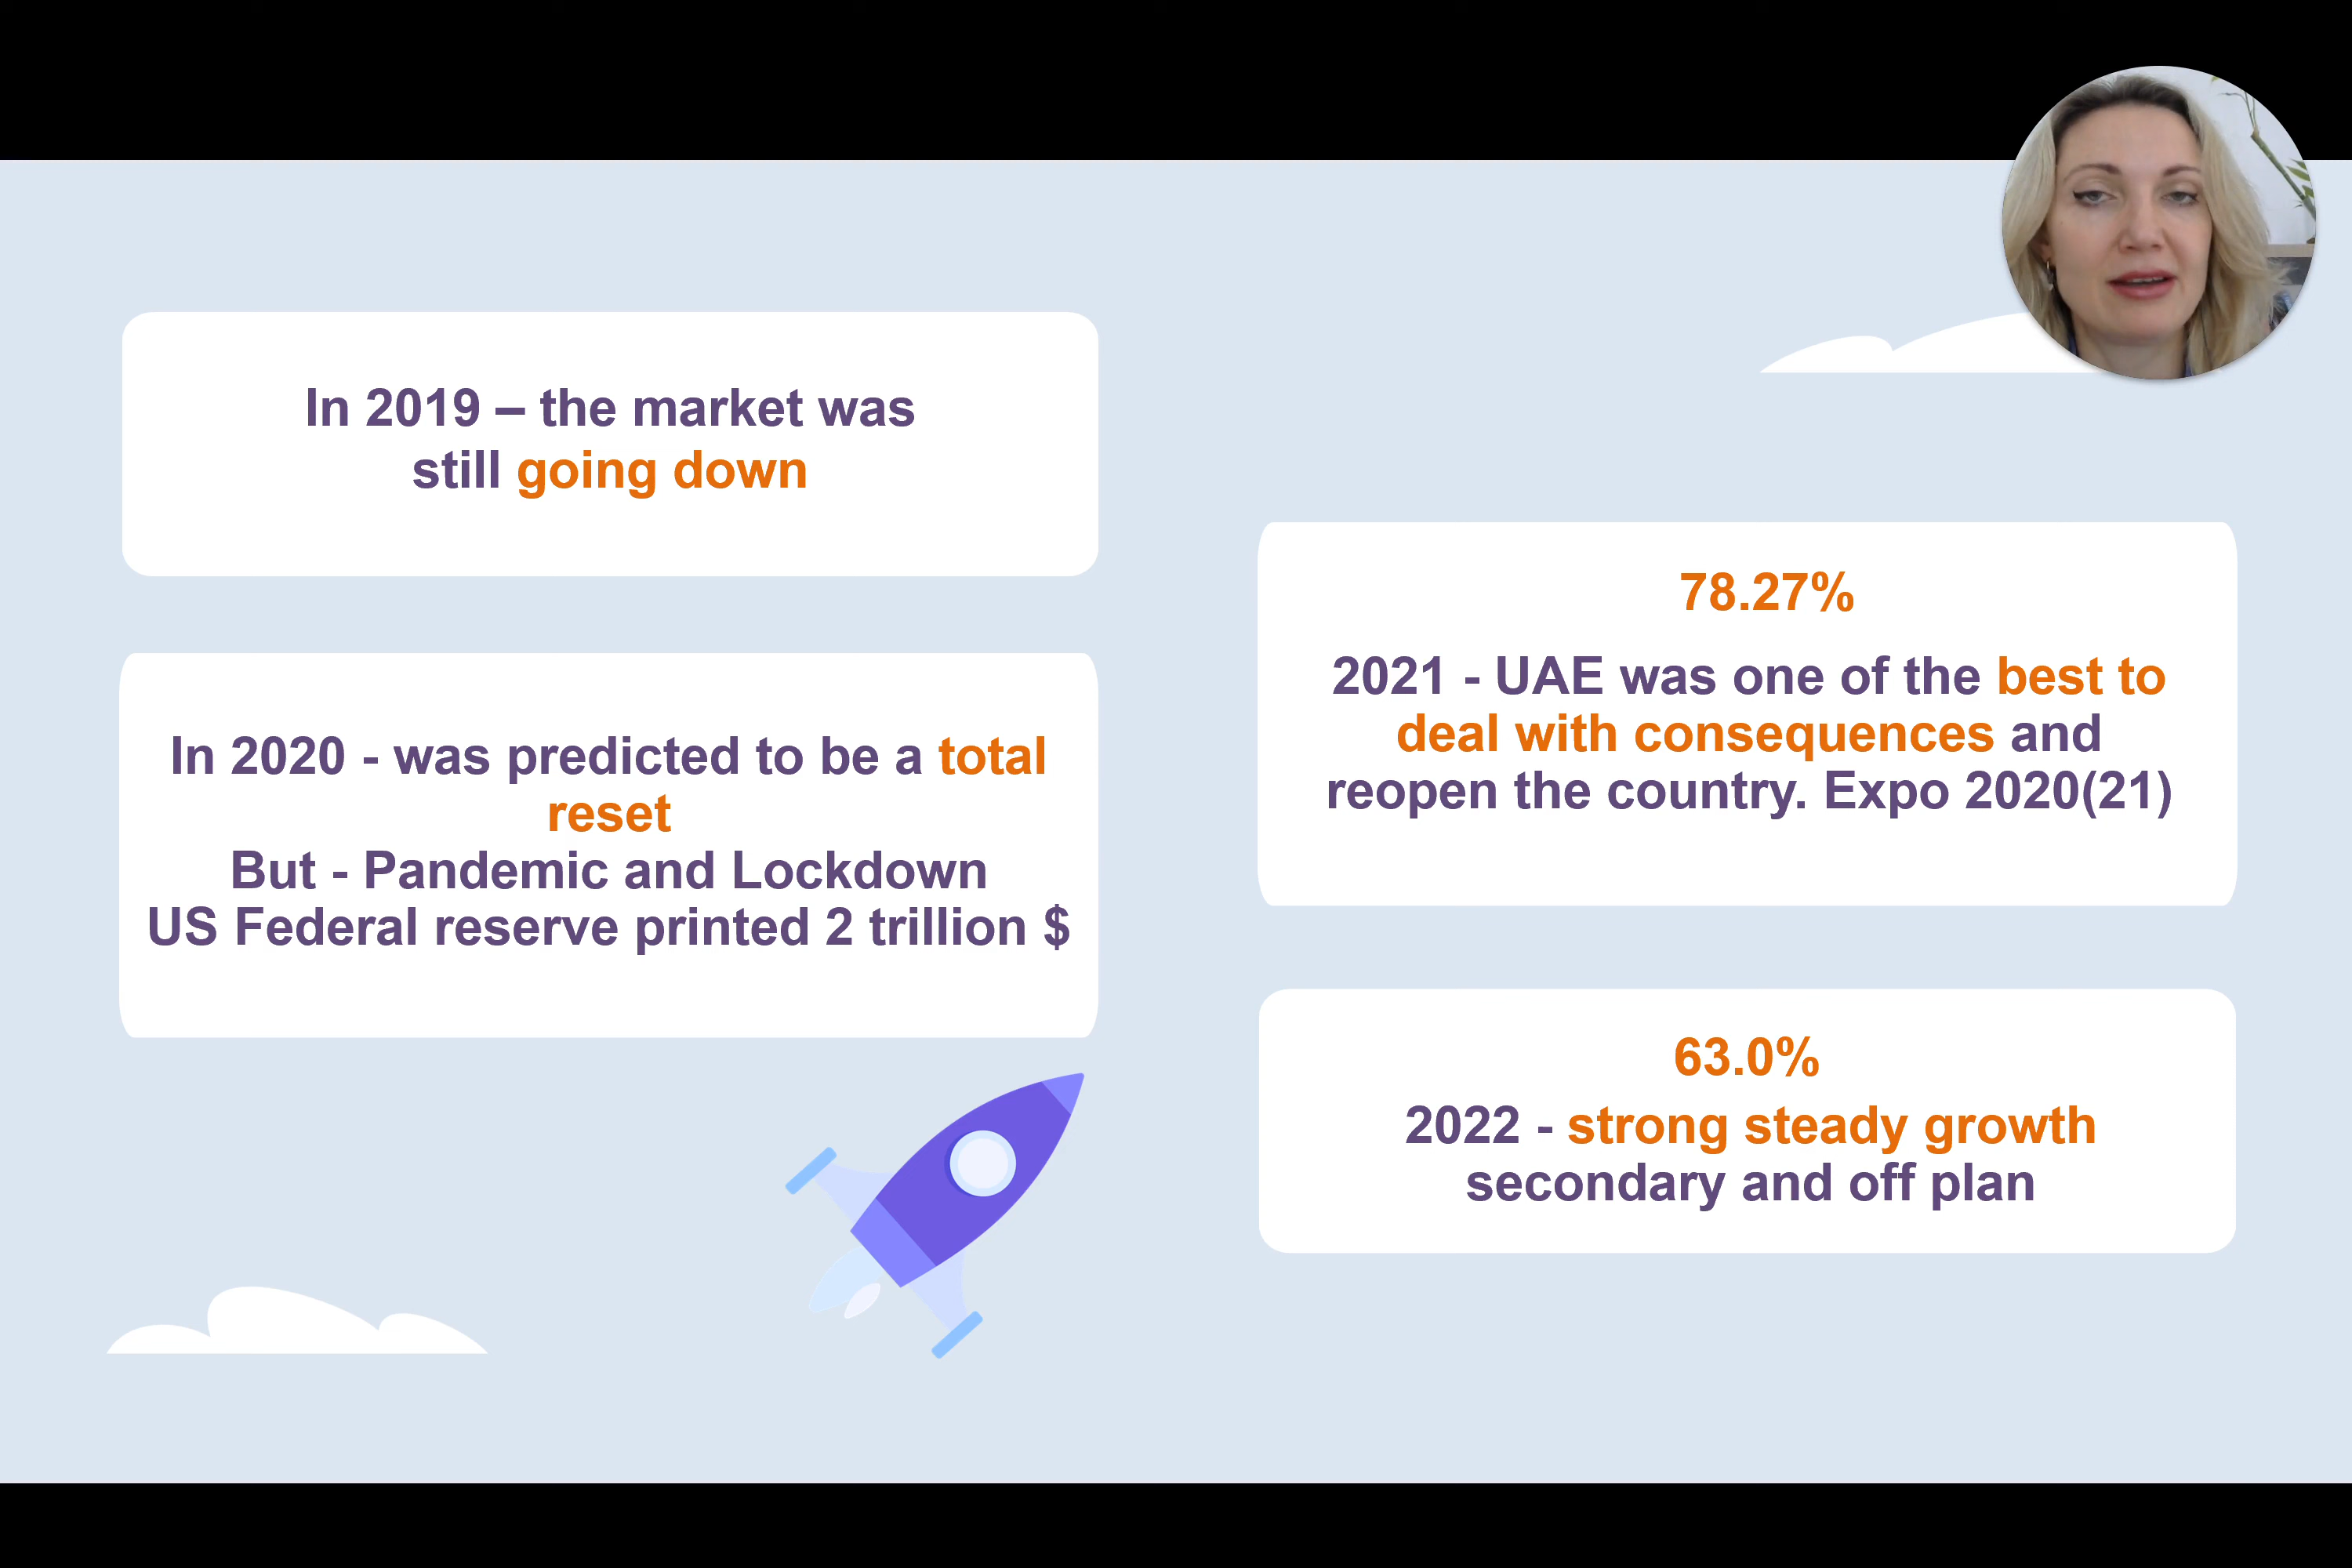 In 2019 – the market was
still going down
In 2020 - was predicted to be a total
reset
But - Pandemic and Lockdown
US Federal reserve printed 2 trillion $
78.27%
2021 - UAE was one of the best to
deal with consequences and
reopen the country. Expo 2020(21)
63.0%
2022 - strong steady growth
secondary and off plan